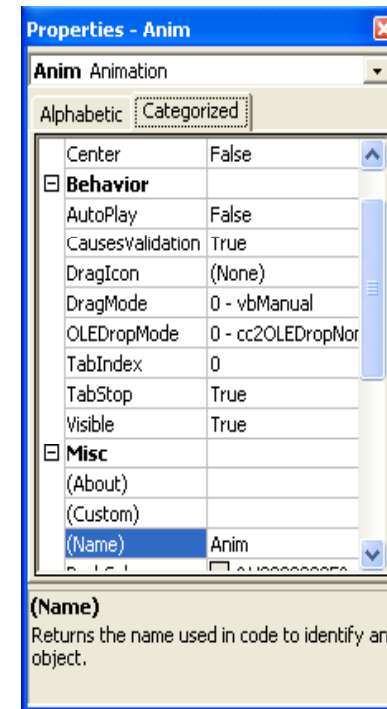 Properties - Anim
Anim Animation
Alphabetic Categorized
Center False
Behavior
AutoPlay False
CausesValidation True
DragIcon (None)
DragMode 0 - vbManual
OLEDropMode 0 - cc2OLEDropNor
TabIndex 0
TabStop True
Visible True
Misc
(About)
(Custom)
(Name) Anim
(Name)
Returns the name used in code to identify an
object.